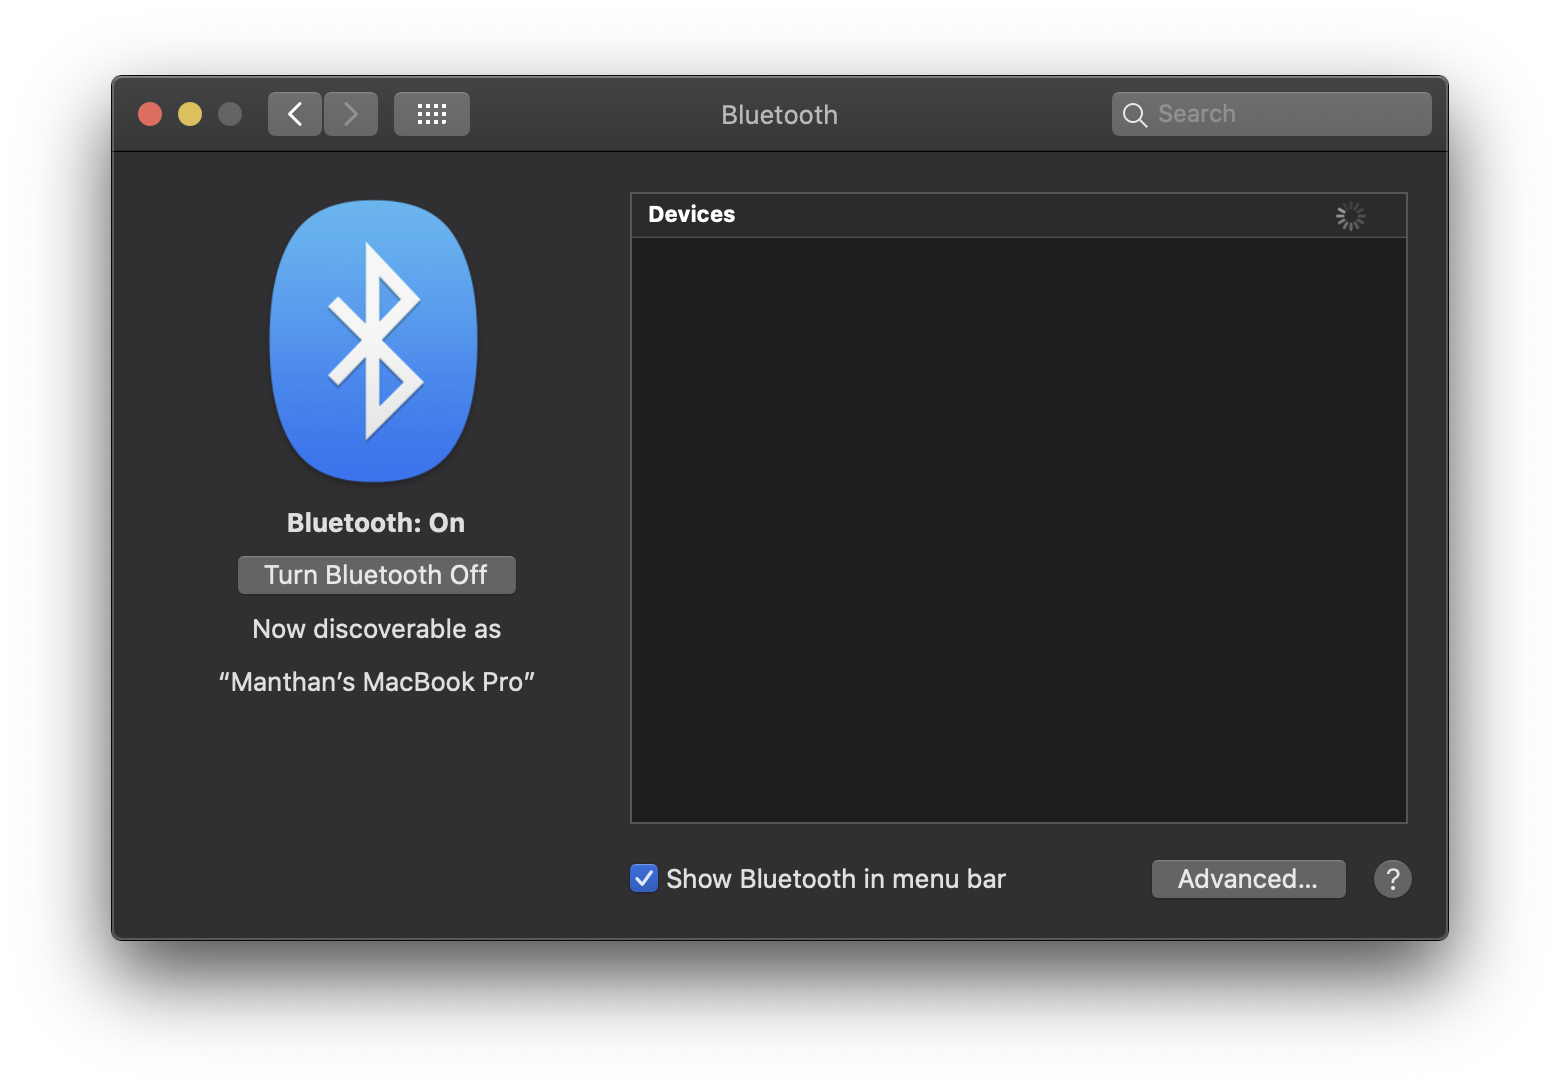 Bluetooth
Search
Devices
Bluetooth: On
Turn Bluetooth Off
Now discoverable as
“Manthan’s MacBook Pro”
Show Bluetooth in menu bar
Advanced...
?